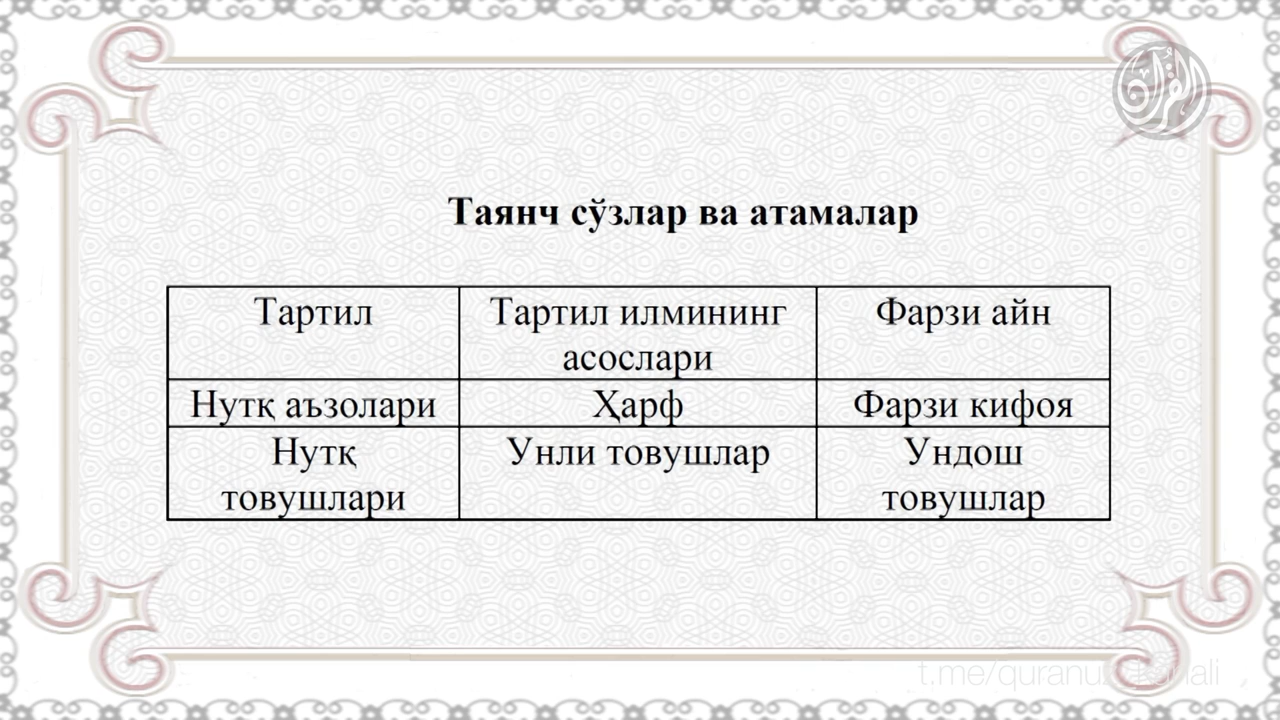 القرآن
Таянч сўзлар ва атамалар
Тартил
Тартил илмининг
асослари
Фарзи айн
Нутқ аъзолари
Ҳарф
Фарзи кифоя
Нутқ
товушлари
Унли товушлар
Ундош
товушлар